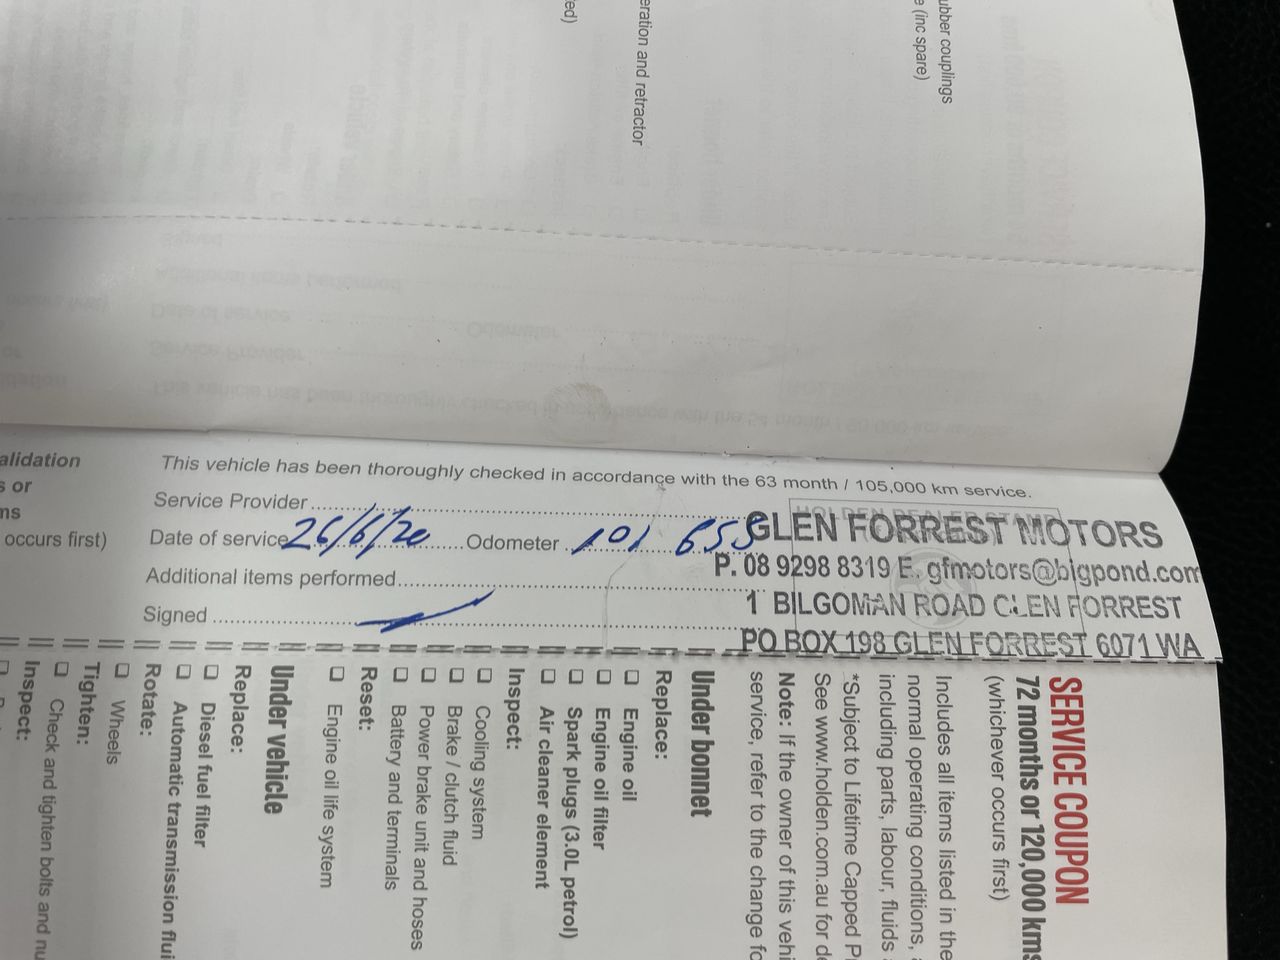 ubber couplings
e (inc spare)
eration and retractor
ed)
alidation
s or
ms
occurs first)
This vehicle has been thoroughly checked in accordance with the 63 month / 105,000 km service.
Service Provider
Date of service 26/6/20 Odometer 101 655
Additional items performed
Signed
HOLDEN DEALER STAMP
GLEN FORREST MOTORS
P. 08 9298 8319 E. gfmotors@bigpond.com
1 BILGOMAN ROAD GLEN FORREST
PO BOX 198 GLEN FORREST 6071 WA
SERVICE COUPON
72 months or 120,000 kms
(whichever occurs first)
Includes all items listed in the
normal operating conditions,
including parts, labour, fluids
*Subject to Lifetime Capped P
See www.holden.com.au for de
Note: If the owner of this vehi
service, refer to the change fo
Under bonnet
Replace:
Engine oil
Engine oil filter
Spark plugs (3.0L petrol)
Air cleaner element
Inspect:
Cooling system
Brake / clutch fluid
Power brake unit and hoses
Battery and terminals
Reset:
Engine oil life system
Under vehicle
Replace:
Diesel fuel filter
Automatic transmission flui
Rotate:
Wheels
Tighten:
Check and tighten bolts and nu
Inspect: